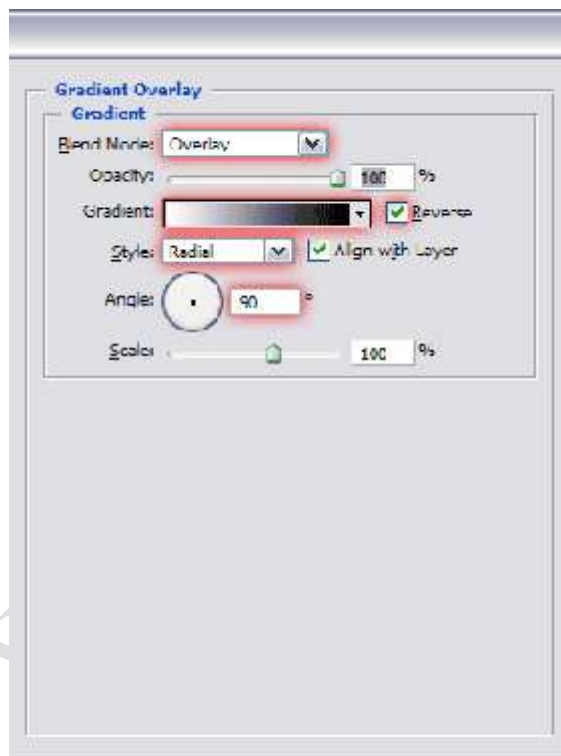 Gradient Overlay
Gradient
Blend Mode: Overlay
Opacity: 100 %
Gradient: Reverse
Style: Radial Align with Layer
Angle: 90 °
Scale: 100 %